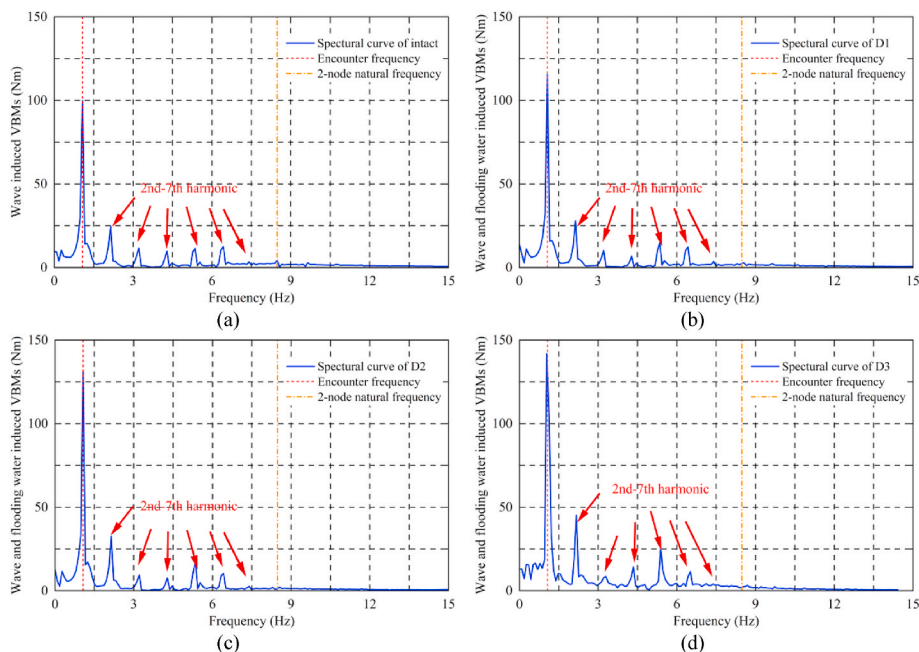 150
125
100
75
50
25
0
Wave induced VBMs (Nm)
Spectural curve of intact
Encounter frequency
2-node natural frequency
2nd-7th harmonic
0 3 6 9 12 15
Frequency (Hz)
(a)
150
100
50
0
Wave and flooding water induced VBMs (Nm)
Spectural curve of D1
Encounter frequency
2-node natural frequency
2nd-7th harmonic
0 3 6 9 12 15
Frequency (Hz)
(b)
150
100
50
0
Wave and flooding water induced VBMs (Nm)
Spectural curve of D2
Encounter frequency
2-node natural frequency
2nd-7th harmonic
0 3 6 9 12 15
Frequency (Hz)
(c)
150
100
50
0
Wave and flooding water induced VBMs (Nm)
Spectural curve of D3
Encounter frequency
2-node natural frequency
2nd-7th harmonic
0 3 6 9 12 15
Frequency (Hz)
(d)